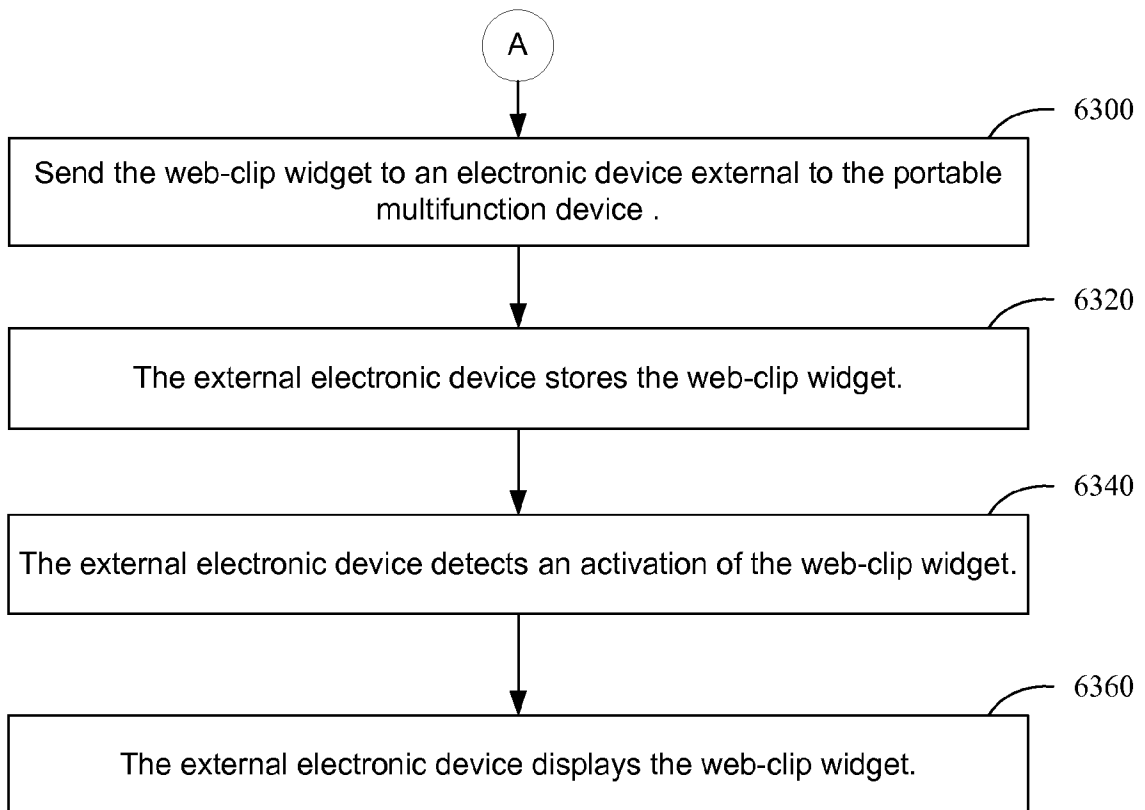 A
6300
Send the web-clip widget to an electronic device external to the portable
multifunction device .
6320
The external electronic device stores the web-clip widget.
6340
The external electronic device detects an activation of the web-clip widget.
6360
The external electronic device displays the web-clip widget.